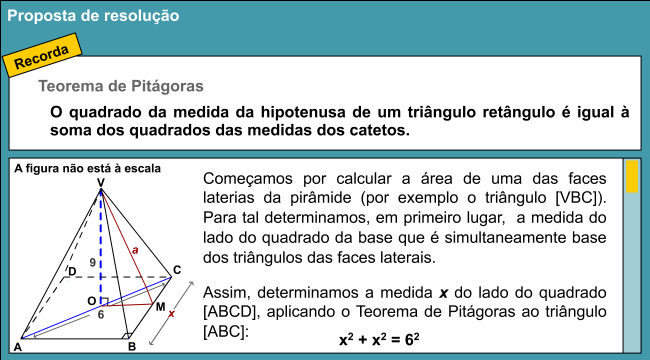 Proposta de resolução
Recorda
Teorema de Pitágoras
O quadrado da medida da hipotenusa de um triângulo retângulo é igual à
soma dos quadrados das medidas dos catetos.
A figura não está à escala
V
9
a
D
C
O
6
M
x
A
B
Começamos por calcular a área de uma das faces
laterias da pirâmide (por exemplo o triângulo [VBC]).
Para tal determinamos, em primeiro lugar, a medida do
lado do quadrado da base que é simultaneamente base
dos triângulos das faces laterais.
Assim, determinamos a medida x do lado do quadrado
[ABCD], aplicando o Teorema de Pitágoras ao triângulo
[ABC]:
x² + x² = 6²